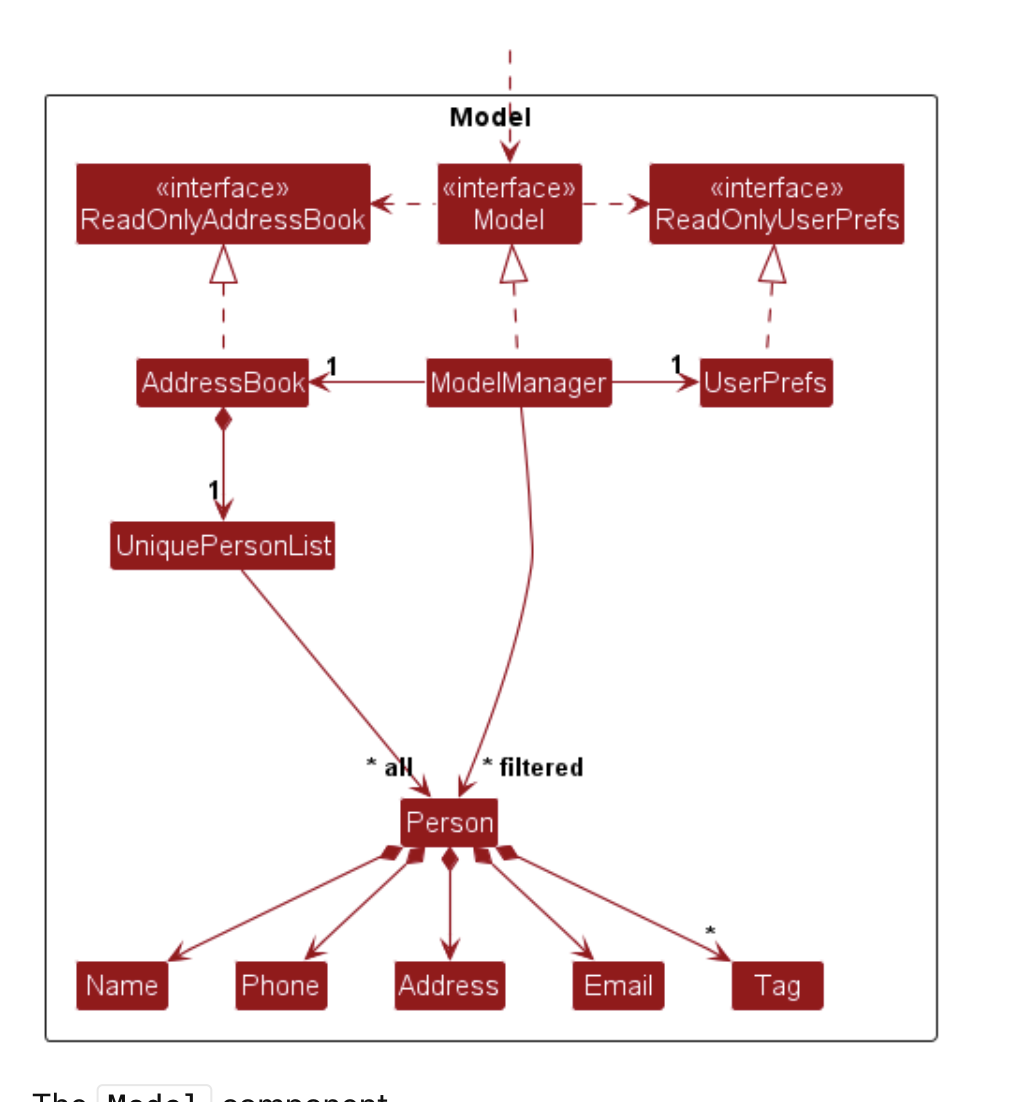 Model
«interface»
ReadOnlyAddressBook
«interface»
Model
«interface»
ReadOnlyUserPrefs
AddressBook
1
ModelManager
1
UserPrefs
1
UniquePersonList
* all
* filtered
Person
*
Name
Phone
Address
Email
Tag
The Model component,